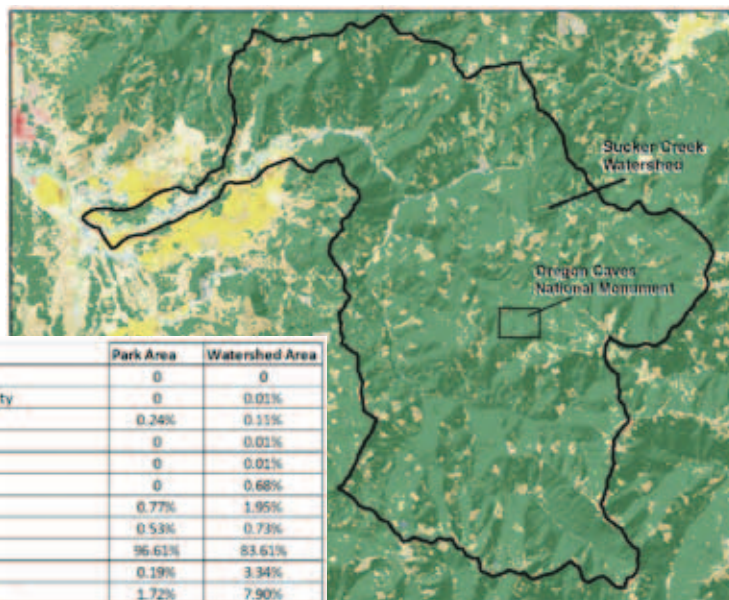 Sucker Creek
Watershed
Oregon Caves
National Monument
Park Area Watershed Area
0 0
ty 0 0.01%
0.24% 0.11%
0 0.01%
0 0.01%
0 0.68%
0.77% 1.95%
0.53% 0.73%
96.61% 83.61%
0.19% 3.34%
1.72% 7.90%